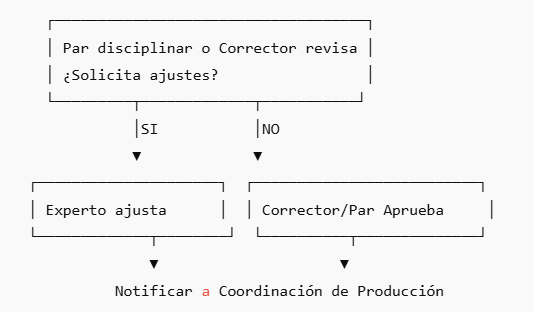 Par disciplinar o Corrector revisa
¿Solicita ajustes?
SI
NO
Experto ajusta
Corrector/Par Aprueba
Notificar a Coordinación de Producción